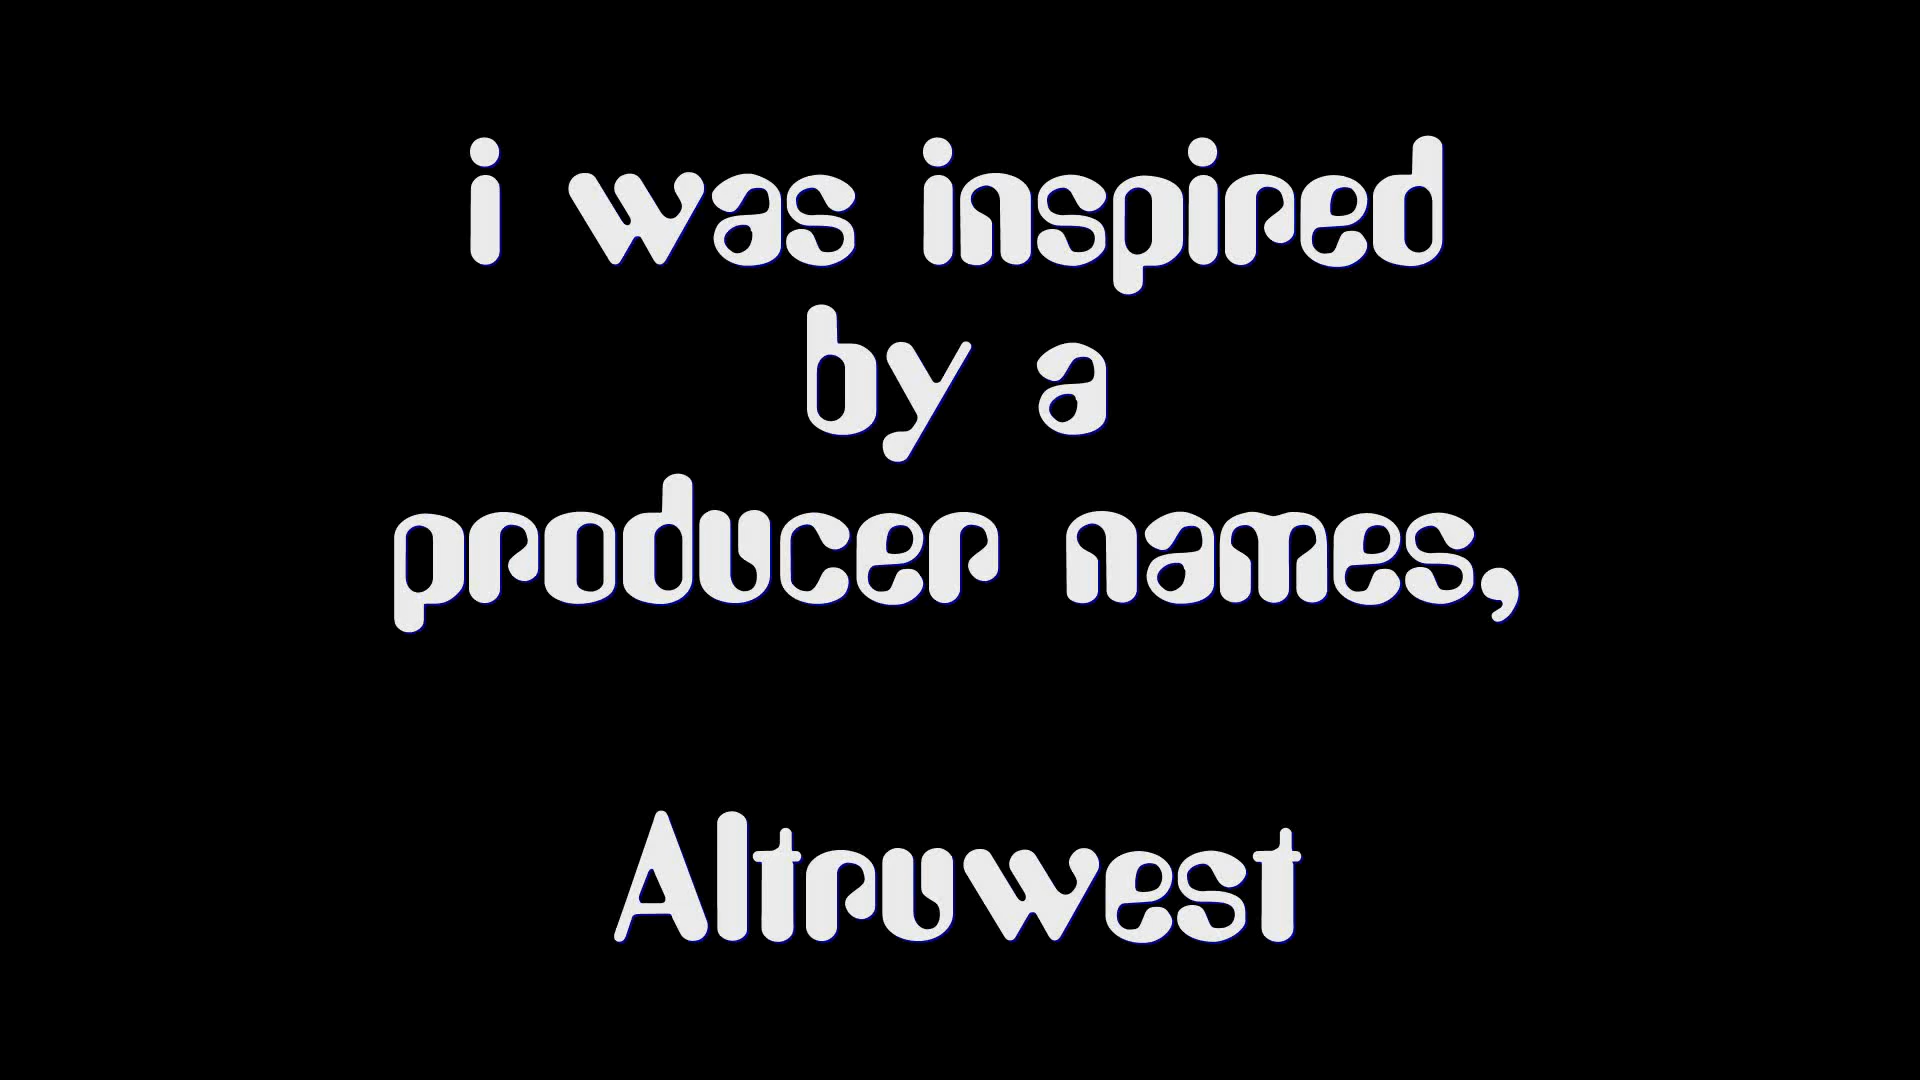 i was inspired
by a
producer names,
Altruwest